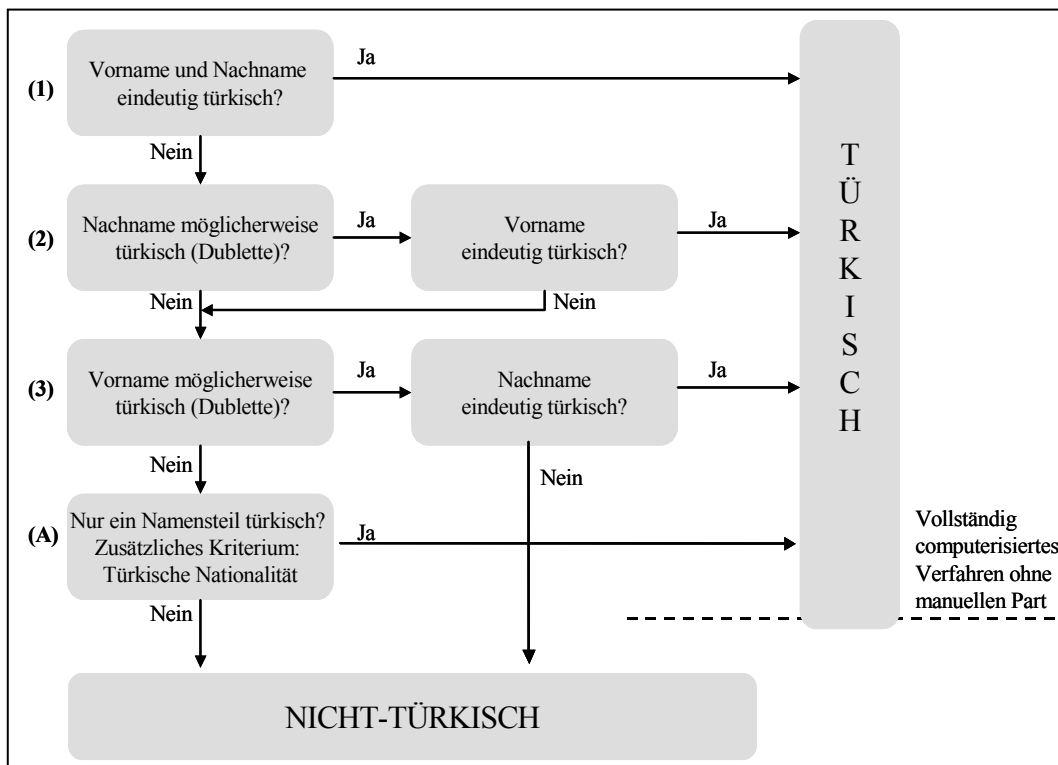 (1)
Vorname und Nachname
eindeutig türkisch?
Ja
Nein
(2)
Nachname möglicherweise
türkisch (Dublette)?
Ja
Vorname
eindeutig türkisch?
Ja
Nein
Nein
(3)
Vorname möglicherweise
türkisch (Dublette)?
Ja
Nachname
eindeutig türkisch?
Ja
Nein
Nein
(A)
Nur ein Namensteil türkisch?
Zusätzliches Kriterium:
Türkische Nationalität
Ja
Nein
T
Ü
R
K
I
S
C
H
Vollständig
computerisiertes
Verfahren ohne
manuellen Part
NICHT-TÜRKISCH